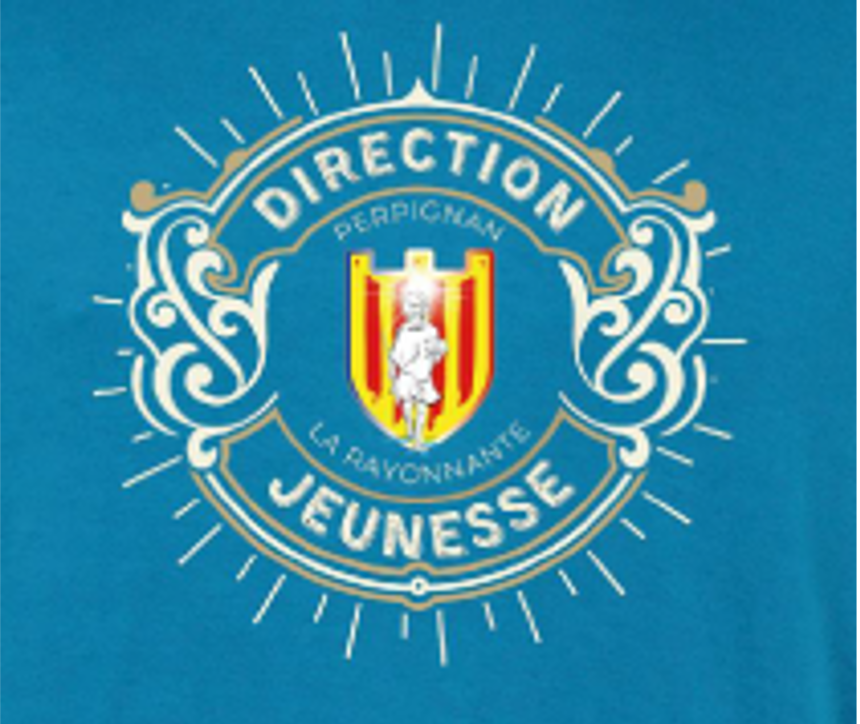 DIRECTION
PERPIGNAN
LA RAYONNANTE
JEUNESSE